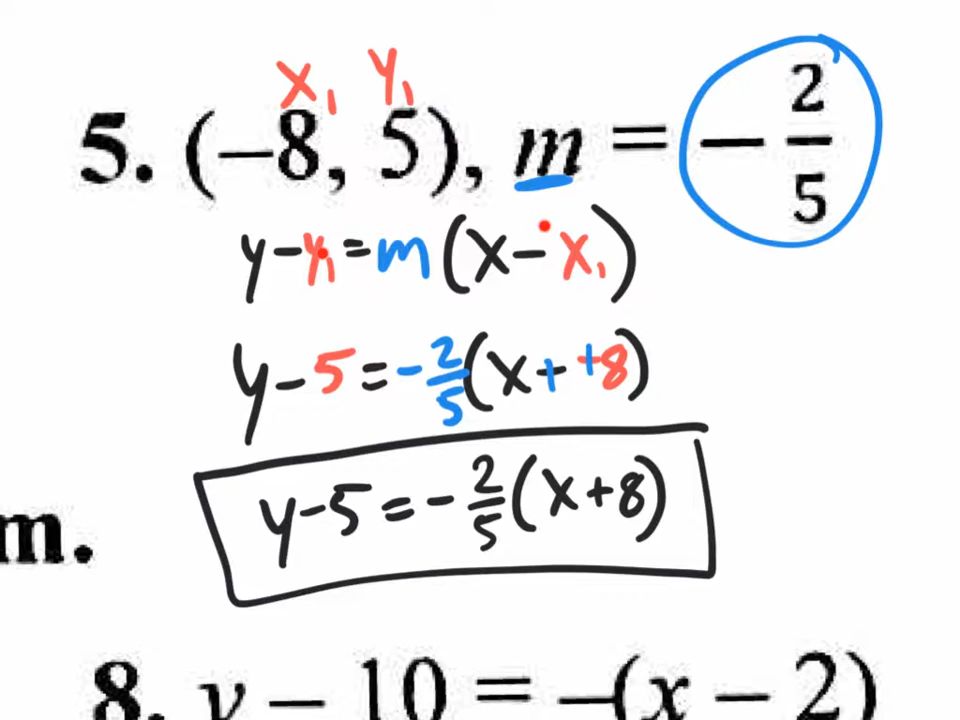 x₁ y₁
5. (−8, 5), m = − 2/5
y−y₁=m(x−x₁)
y−5=−2/5(x++8)
y−5=−2/5(x+8)
m.
8. y − 10 = −(x − 2)